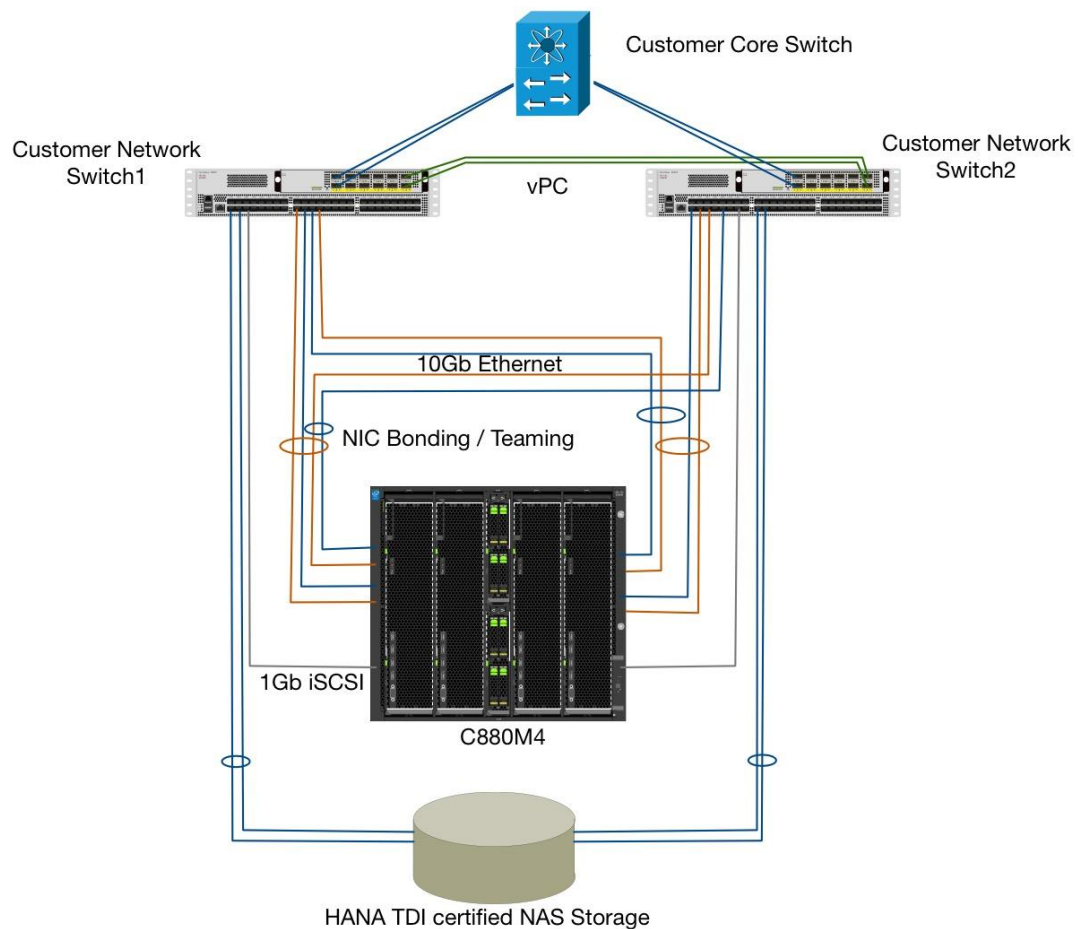 Customer Core Switch
Customer Network
Switch1
Customer Network
Switch2
vPC
10Gb Ethernet
NIC Bonding / Teaming
1Gb iSCSI
C880M4
HANA TDI certified NAS Storage